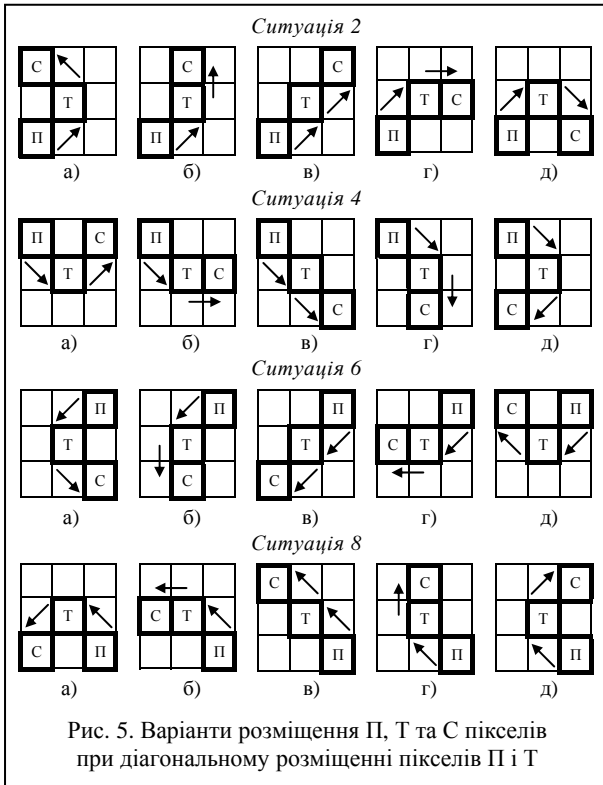 Ситуація 2
С С С
Т Т Т Т С Т
П П П П П С
а) б) в) г) д)
Ситуація 4
П С П П П П
Т Т С Т Т Т
С С С
а) б) в) г) д)
Ситуація 6
П П П П С П
Т Т Т С Т Т
С С С
а) б) в) г) д)
Ситуація 8
С С С
Т С Т Т Т Т
С П П П П П
а) б) в) г) д)
Рис. 5. Варіанти розміщення П, Т та С пікселів
при діагональному розміщенні пікселів П і Т